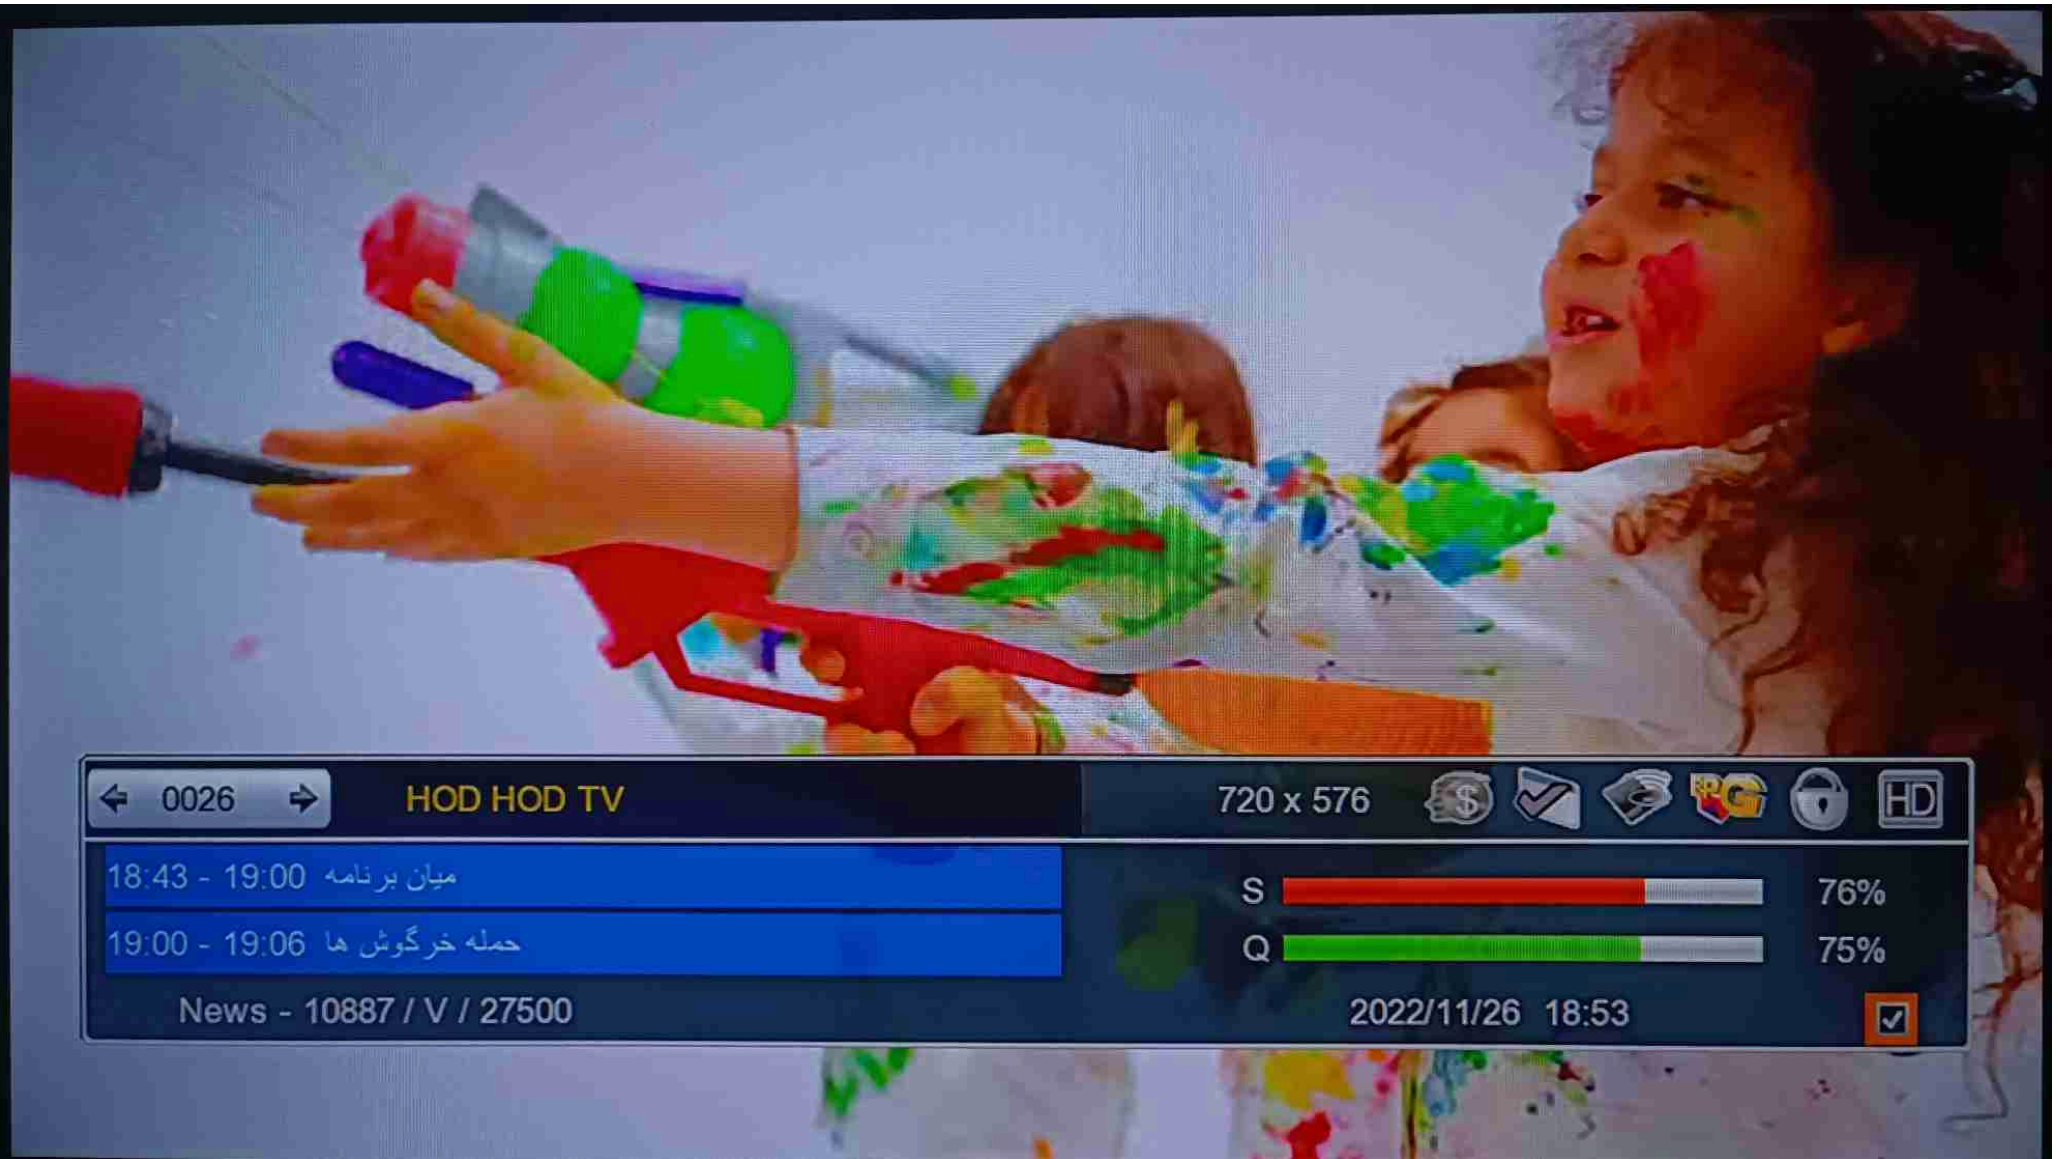 0026 HOD HOD TV 720 x 576 $ EPG HD
18:43 - 19:00 میان برنامه
S 76%
19:00 - 19:06 حمله خرگوش ها
Q 75%
News - 10887 / V / 27500 2022/11/26 18:53